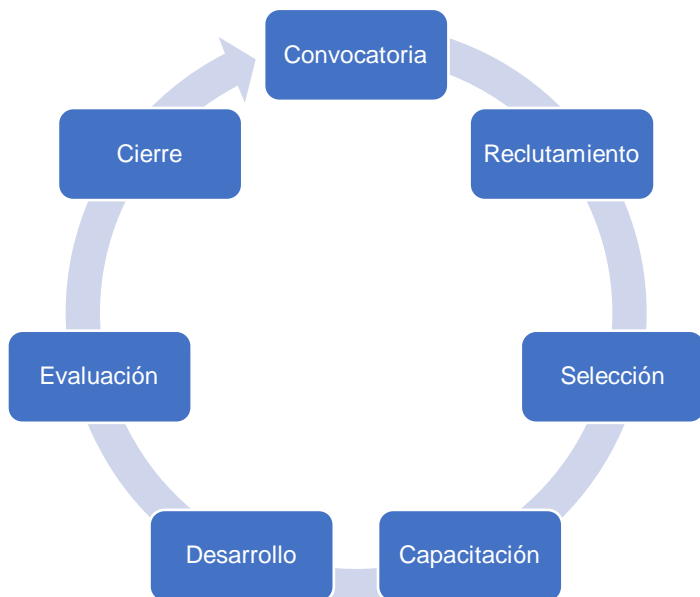 Convocatoria
Reclutamiento
Selección
Capacitación
Desarrollo
Evaluación
Cierre